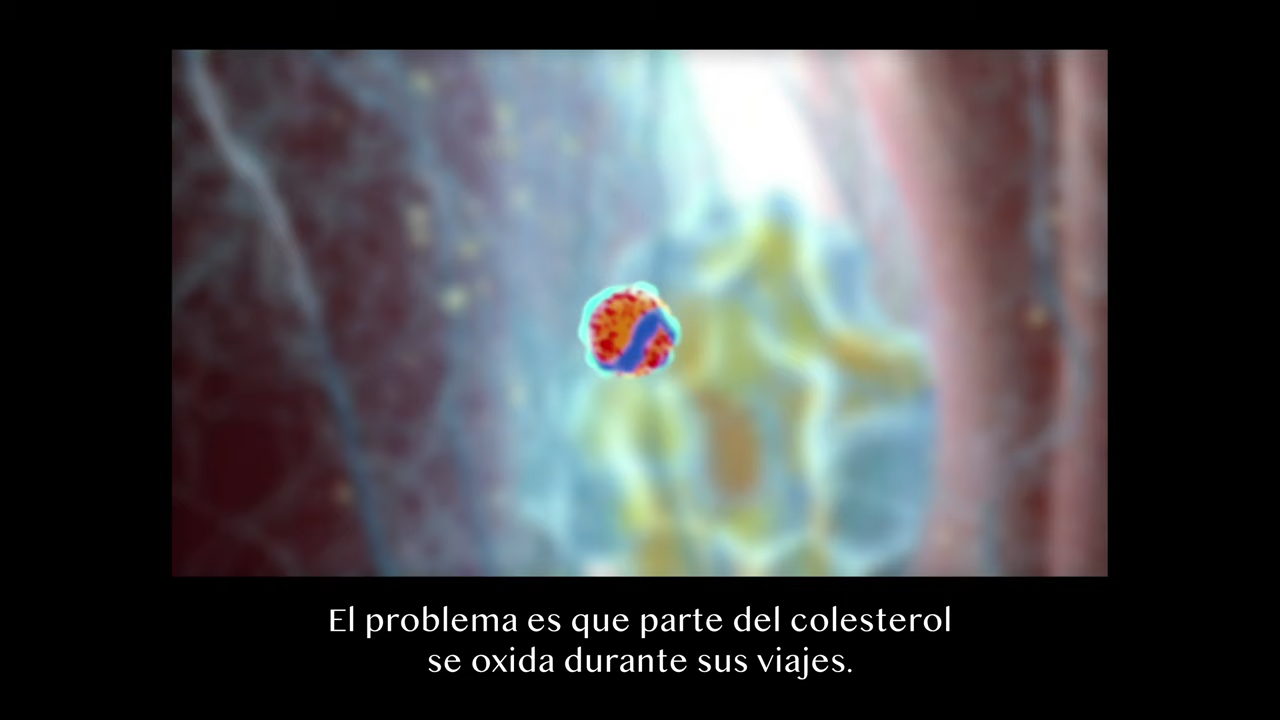 El problema es que parte del colesterol
se oxida durante sus viajes.